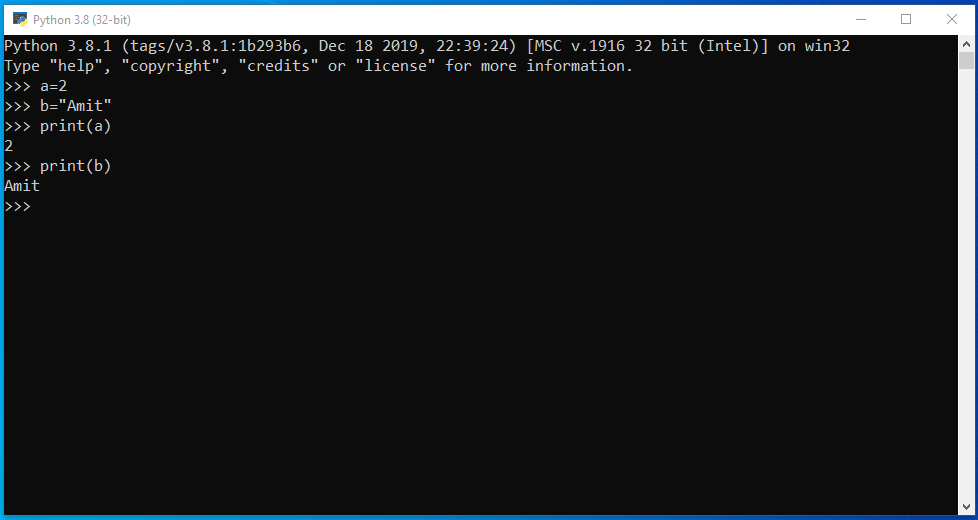 Python 3.8 (32-bit)
Python 3.8.1 (tags/v3.8.1:1b293b6, Dec 18 2019, 22:39:24) [MSC v.1916 32 bit (Intel)] on win32
Type "help", "copyright", "credits" or "license" for more information.
>>> a=2
>>> b="Amit"
>>> print(a)
2
>>> print(b)
Amit
>>>